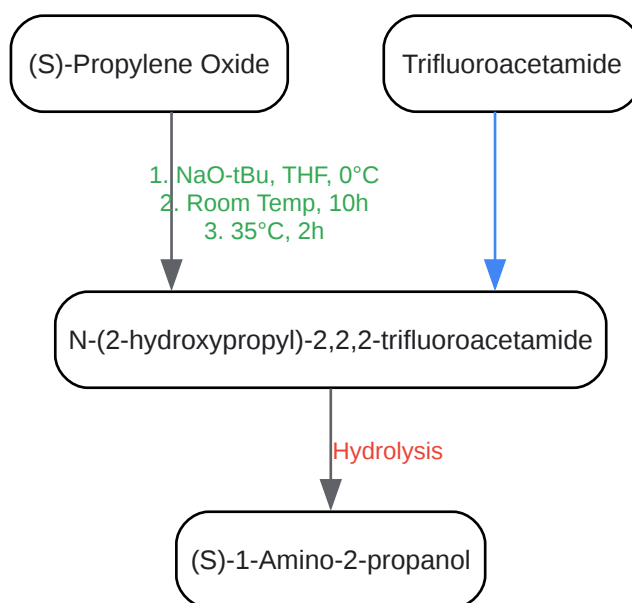 (S)-Propylene Oxide
Trifluoroacetamide
1. NaO-tBu, THF, 0°C
2. Room Temp, 10h
3. 35°C, 2h
N-(2-hydroxypropyl)-2,2,2-trifluoroacetamide
Hydrolysis
(S)-1-Amino-2-propanol